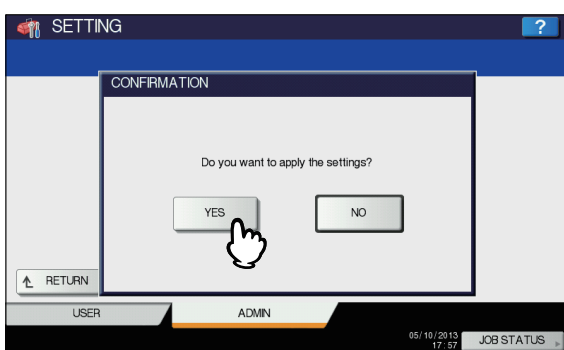 SETTING
?
CONFIRMATION
Do you want to apply the settings?
YES
NO
RETURN
USER
ADMIN
05/10/2013
17:57
JOB STATUS